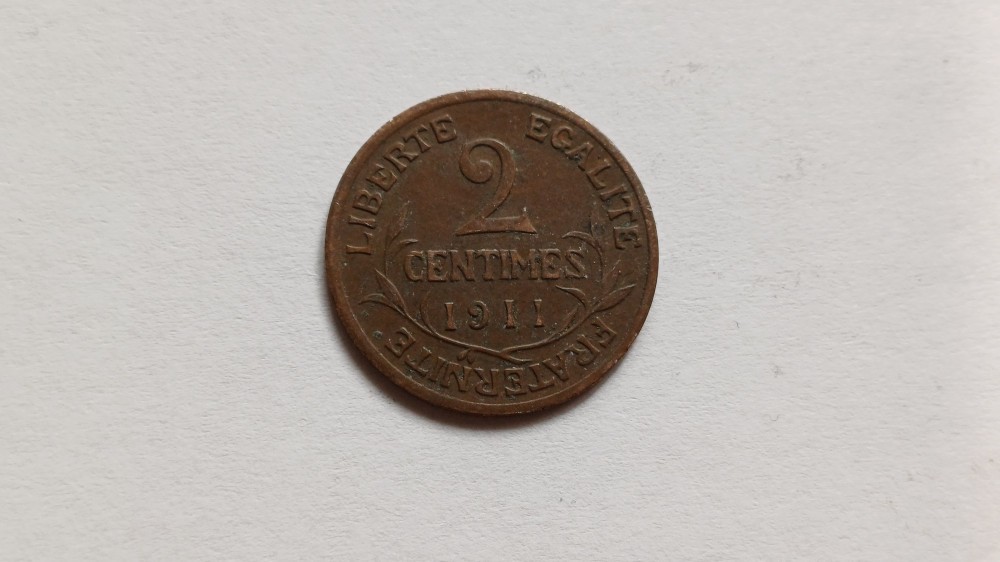 LIBERTE EGALITE FRATERNITE
2
CENTIMES
1911